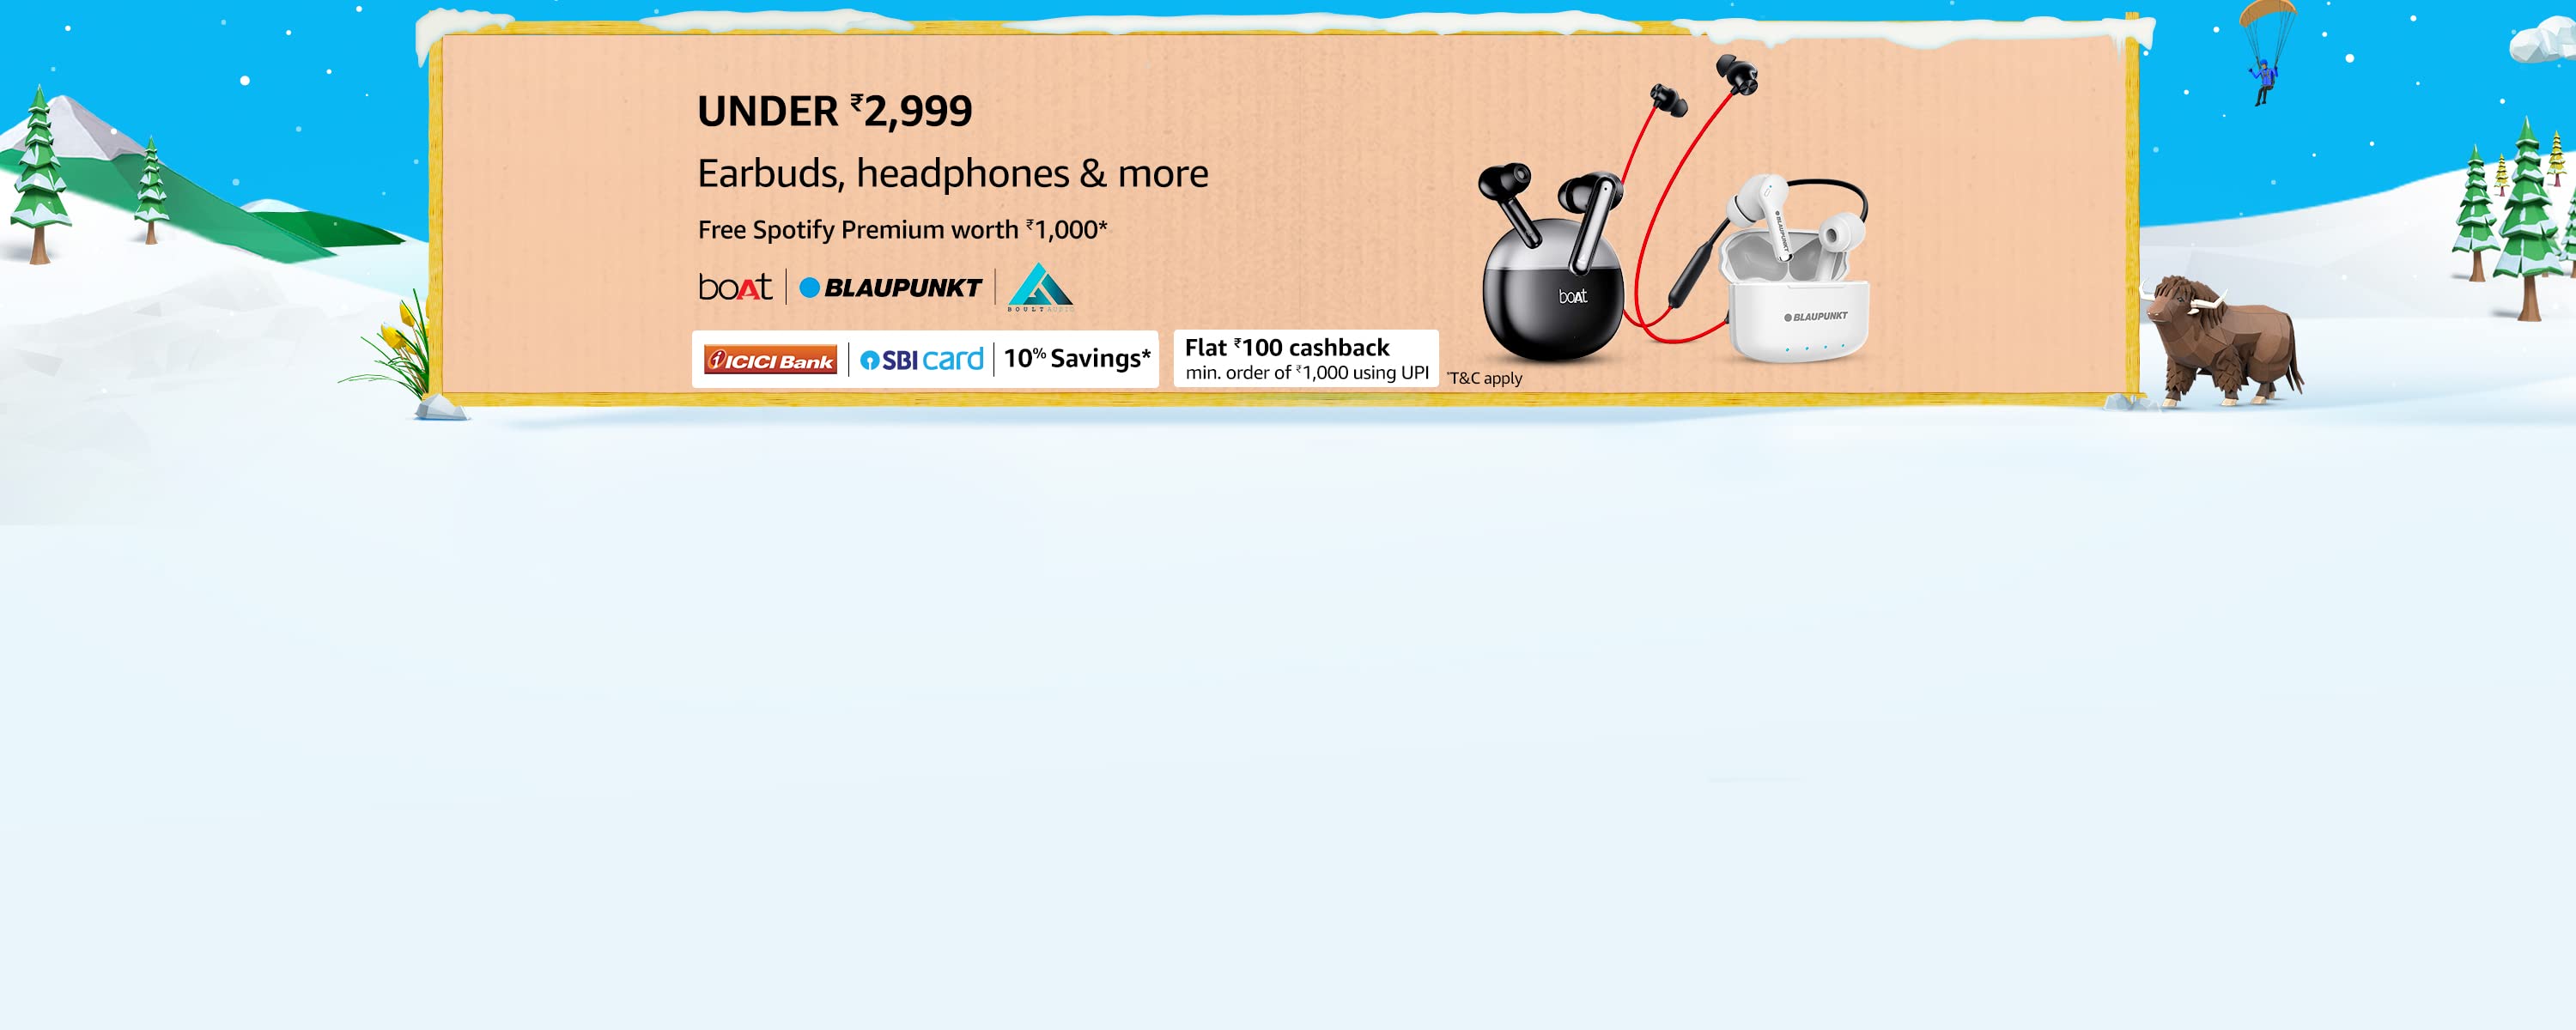 UNDER ₹2,999
Earbuds, headphones & more
Free Spotify Premium worth ₹1,000*
boAt | BLAUPUNKT | BOULT AUDIO
ICICI Bank | SBI card | 10% Savings*
Flat ₹100 cashback
min. order of ₹1,000 using UPI
*T&C apply
boAt
BLAUPUNKT
BLAUPUNKT